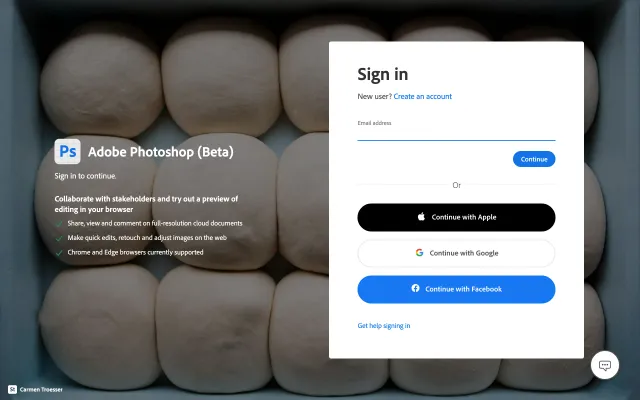 Ps
Adobe Photoshop (Beta)
Sign in to continue.
Collaborate with stakeholders and try out a preview of
editing in your browser
Share, view and comment on full-resolution cloud documents
Make quick edits, retouch and adjust images on the web
Chrome and Edge browsers currently supported
St
Carmen Troesser
Sign in
New user? Create an account
Email address
Continue
Or
Continue with Apple
Continue with Google
Continue with Facebook
Get help signing in